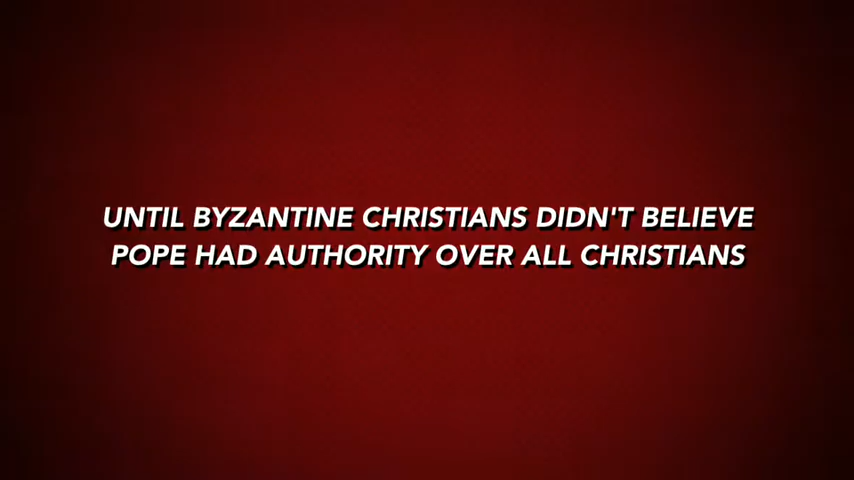 UNTIL BYZANTINE CHRISTIANS DIDN'T BELIEVE
POPE HAD AUTHORITY OVER ALL CHRISTIANS